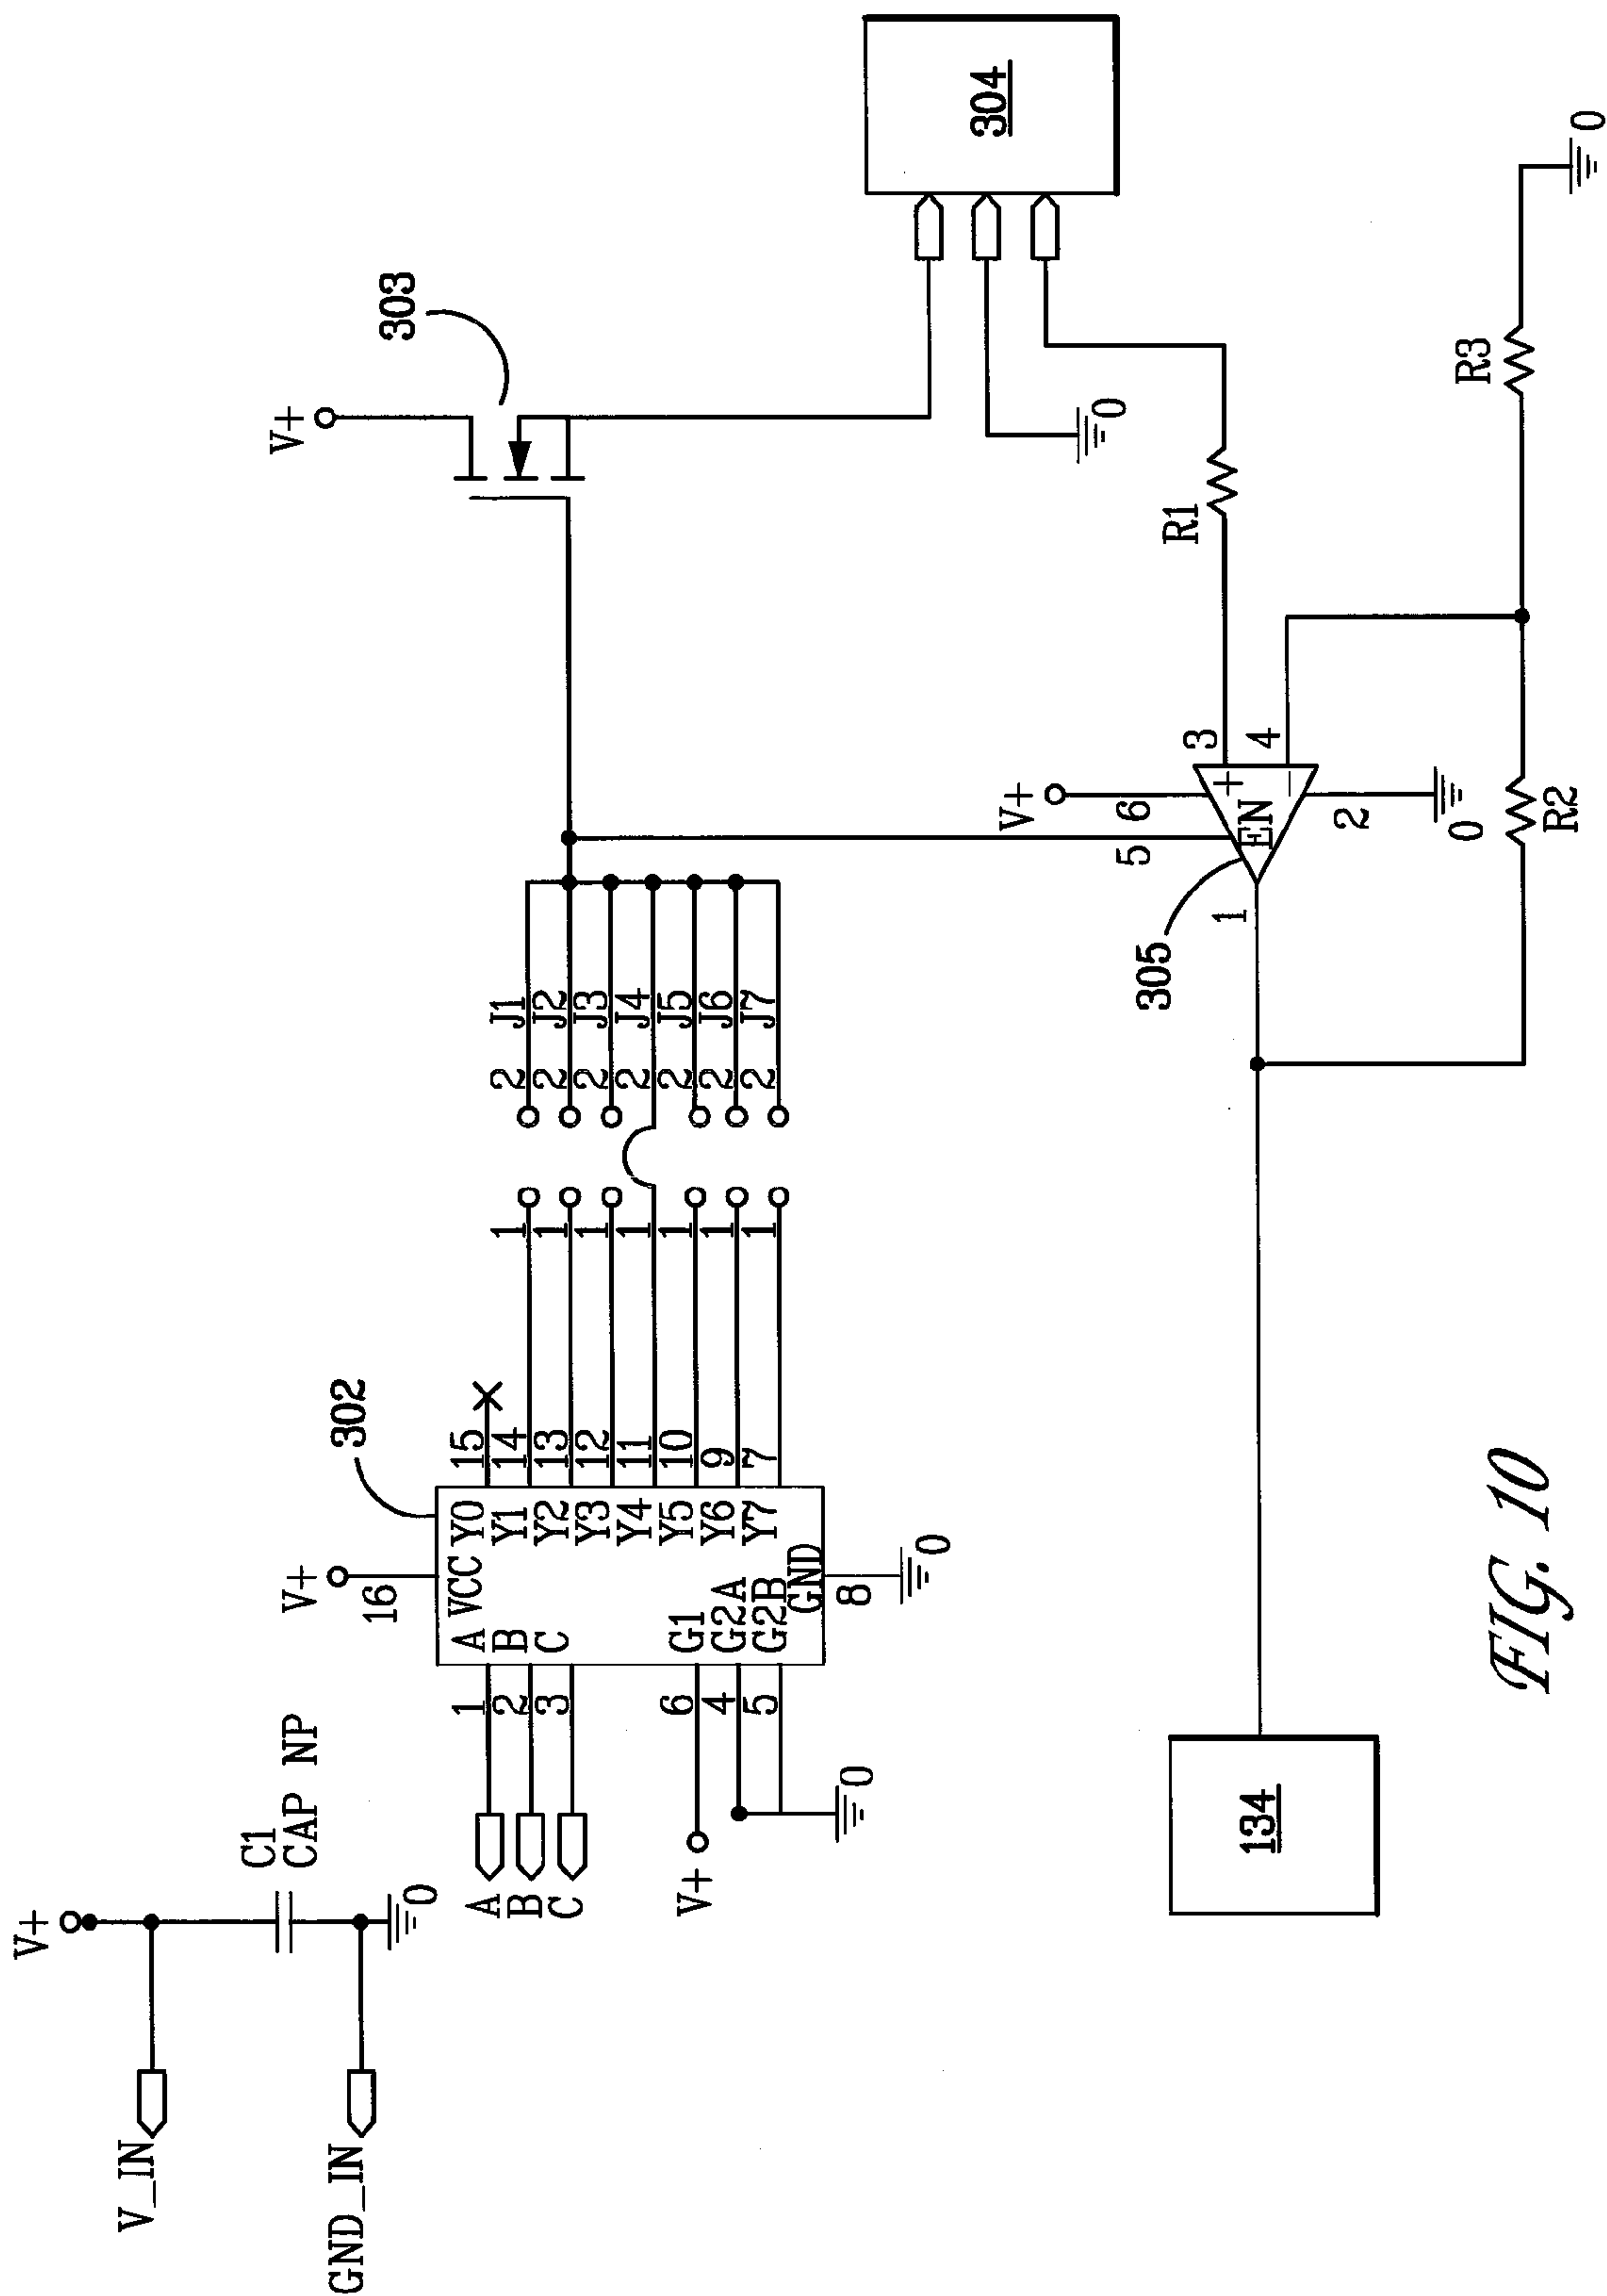 V+
V_IN
GND_IN
C1
CAP NP
A
B
C
V+
0
0
1
2
3
6
4
5
V+
16
302
VCC
A
B
C
G1
G2A
G2B
GND
8
0
Y0
Y1
Y2
Y3
Y4
Y5
Y6
Y7
15
14
13
12
11
10
9
7
1
1
1
1
1
1
1
2
2
2
2
2
2
2
J1
J2
J3
J4
J5
J6
J7
V+
303
304
0
R1
V+
6
5
3
4
+
−
EN
2
0
1
305
R2
R3
0
134
FIG. 10